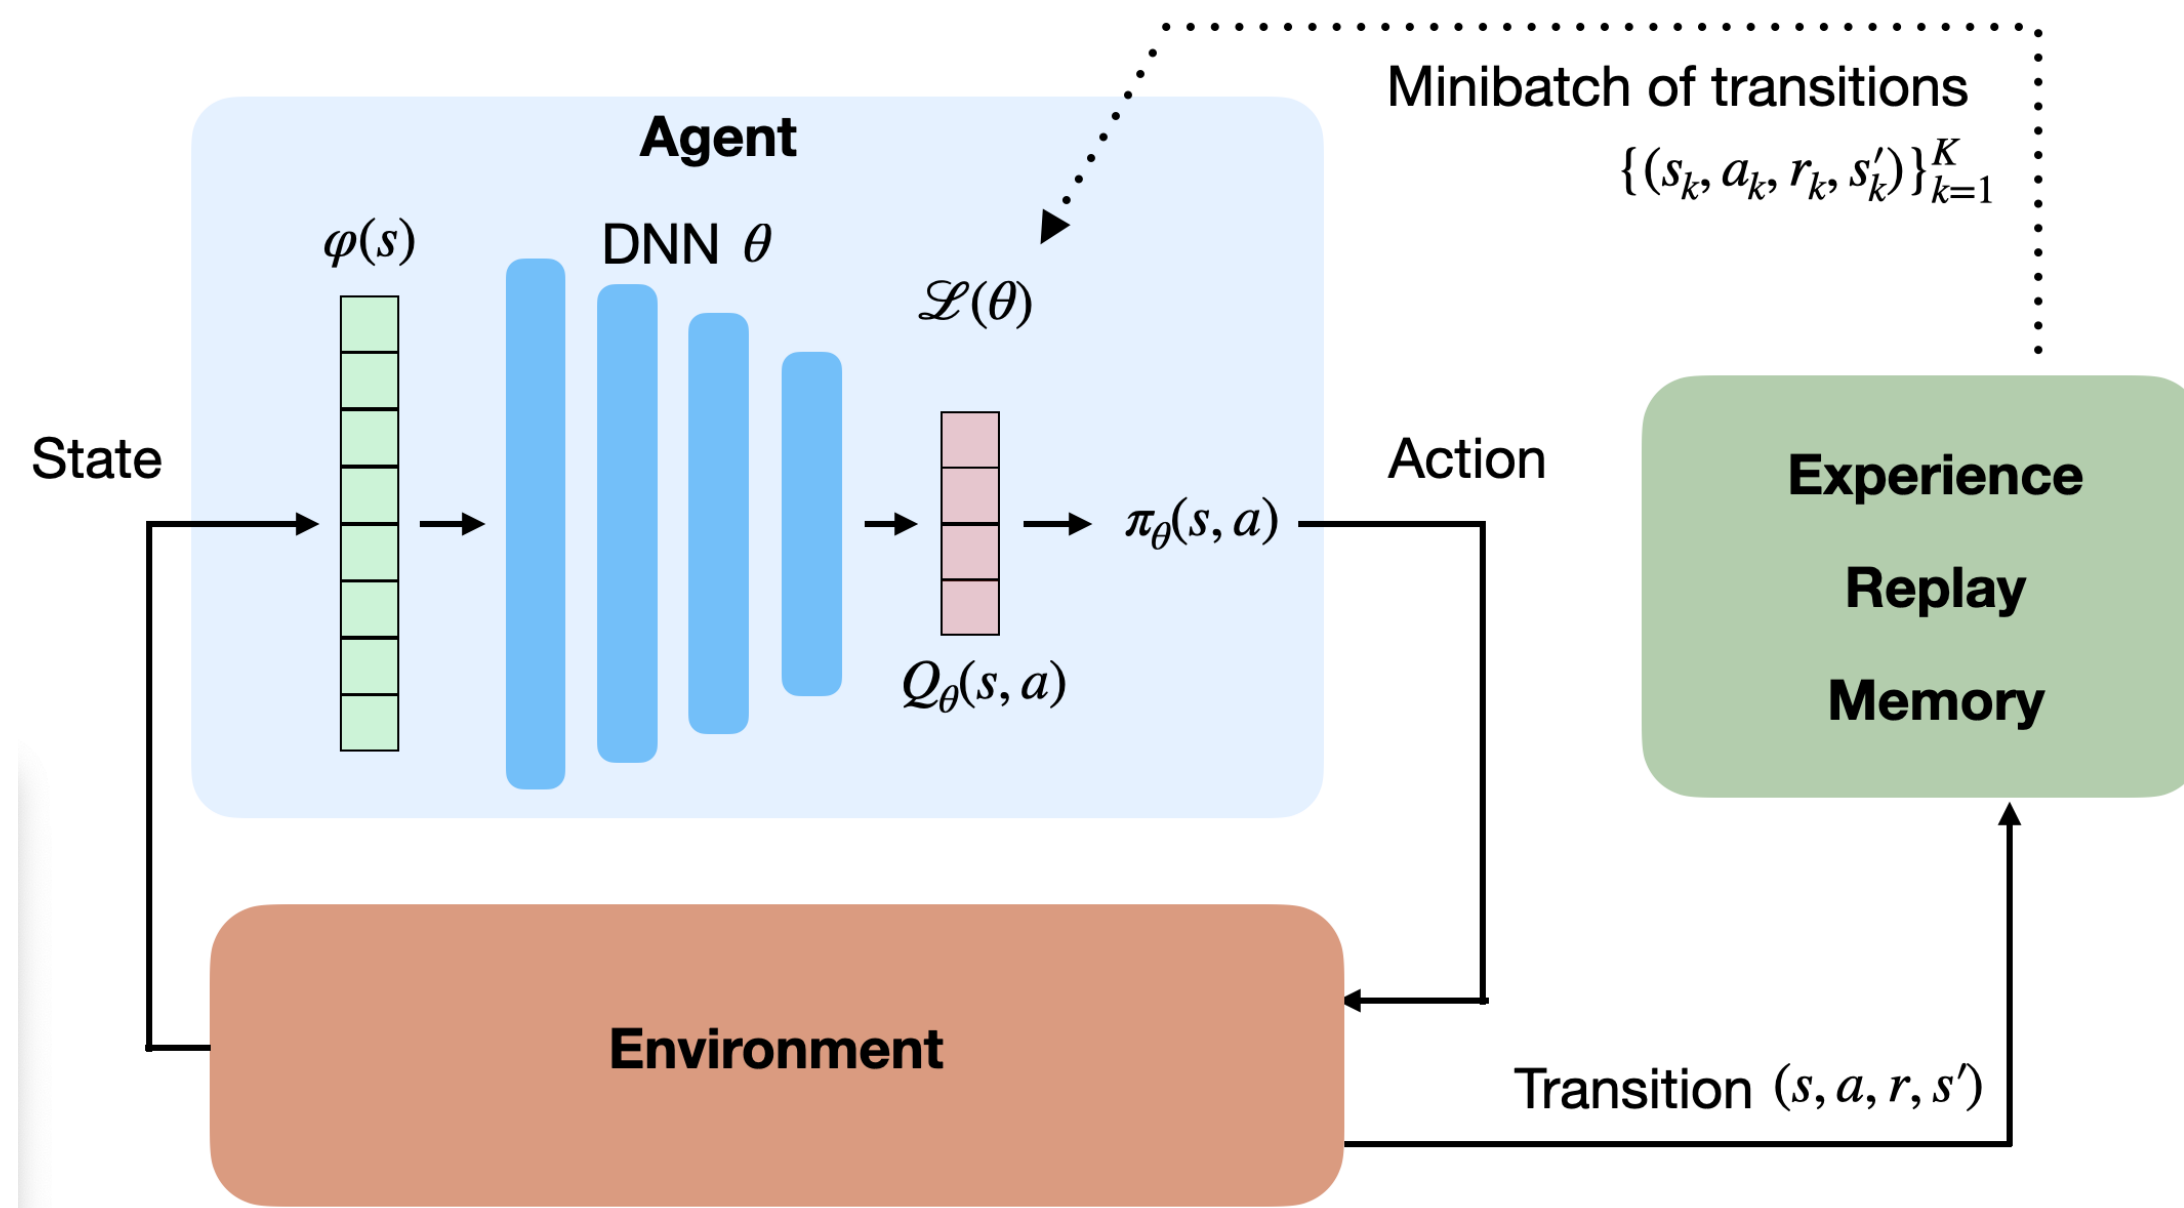 Minibatch of transitions
{(s_k, a_k, r_k, s′_k)}^K_{k=1}
Agent
φ(s)
DNN θ
ℒ(θ)
State
π_θ(s, a)
Action
Q_θ(s, a)
Experience
Replay
Memory
Environment
Transition (s, a, r, s′)